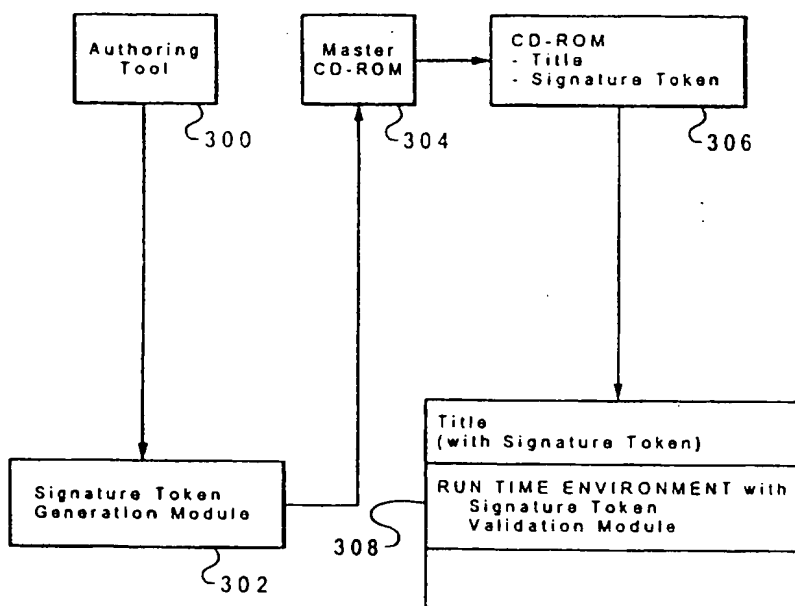 Authoring
Tool
300
Master
CD-ROM
304
CD-ROM
- Title
- Signature Token
306
Signature Token
Generation Module
302
Title
(with Signature Token)
RUN TIME ENVIRONMENT with
Signature Token
Validation Module
308